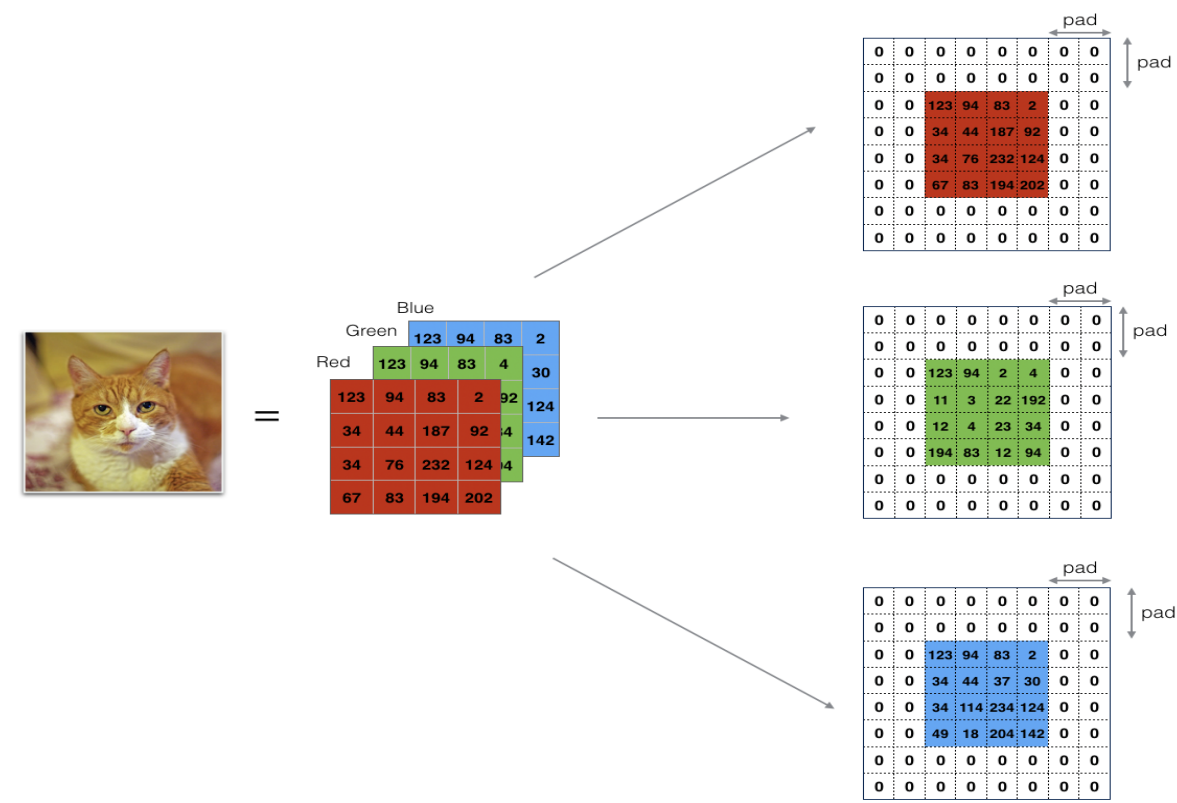 Blue
Green
Red
=
123 94 83 2
30
124
142
123 94 83 4
92
34
94
123 94 83 2
34 44 187 92
34 76 232 124
67 83 194 202
pad
pad
0 0 0 0 0 0 0 0
0 0 0 0 0 0 0 0
0 0 123 94 83 2 0 0
0 0 34 44 187 92 0 0
0 0 34 76 232 124 0 0
0 0 67 83 194 202 0 0
0 0 0 0 0 0 0 0
0 0 0 0 0 0 0 0
pad
pad
0 0 0 0 0 0 0 0
0 0 0 0 0 0 0 0
0 0 123 94 2 4 0 0
0 0 11 3 22 192 0 0
0 0 12 4 23 34 0 0
0 0 194 83 12 94 0 0
0 0 0 0 0 0 0 0
0 0 0 0 0 0 0 0
pad
pad
0 0 0 0 0 0 0 0
0 0 0 0 0 0 0 0
0 0 123 94 83 2 0 0
0 0 34 44 37 30 0 0
0 0 34 114 234 124 0 0
0 0 49 18 204 142 0 0
0 0 0 0 0 0 0 0
0 0 0 0 0 0 0 0